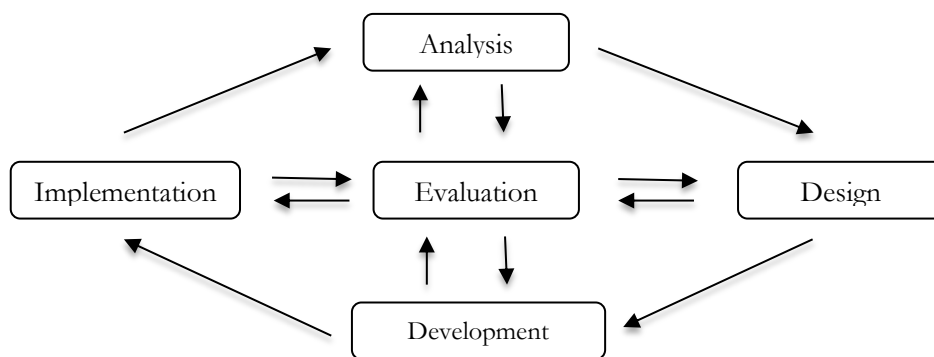 Analysis
Implementation
Evaluation
Design
Development